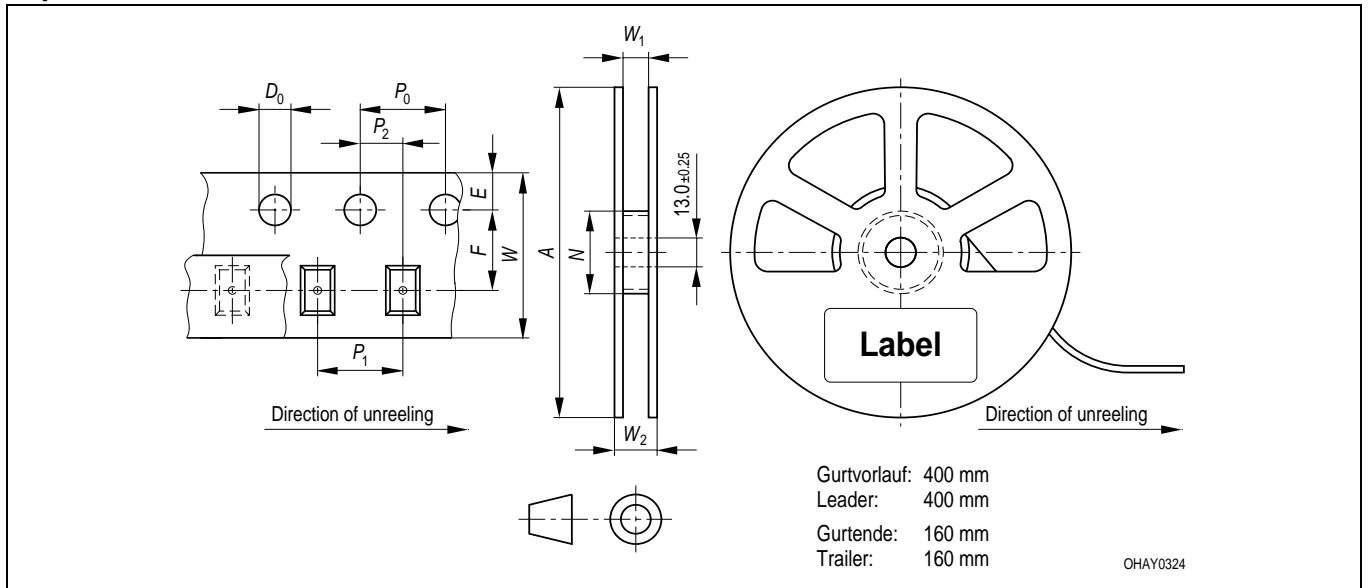 W1
D0
P0
P2
E
F
W
A
N
13.0±0.25
P1
Label
Direction of unreeling
Direction of unreeling
W2
Gurtvorlauf: 400 mm
Leader: 400 mm
Gurtende: 160 mm
Trailer: 160 mm
OHAY0324